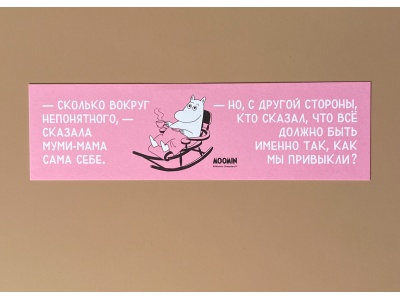 — СКОЛЬКО ВОКРУГ
НЕПОНЯТНОГО, —
СКАЗАЛА
МУМИ-МАМА
САМА СЕБЕ.
— НО, С ДРУГОЙ СТОРОНЫ,
КТО СКАЗАЛ, ЧТО ВСЁ
ДОЛЖНО БЫТЬ
ИМЕННО ТАК, КАК
МЫ ПРИВЫКЛИ?
MOOMIN